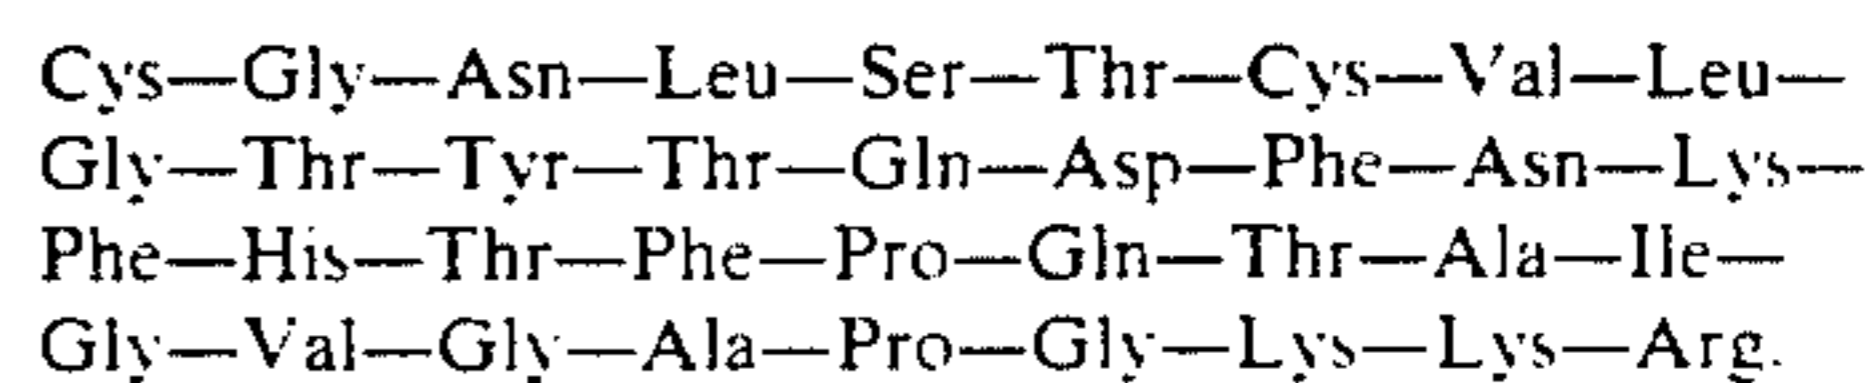 Cys—Gly—Asn—Leu—Ser—Thr—Cys—Val—Leu—
Gly—Thr—Tyr—Thr—Gln—Asp—Phe—Asn—Lys—
Phe—His—Thr—Phe—Pro—Gln—Thr—Ala—Ile—
Gly—Val—Gly—Ala—Pro—Gly—Lys—Lys—Arg.